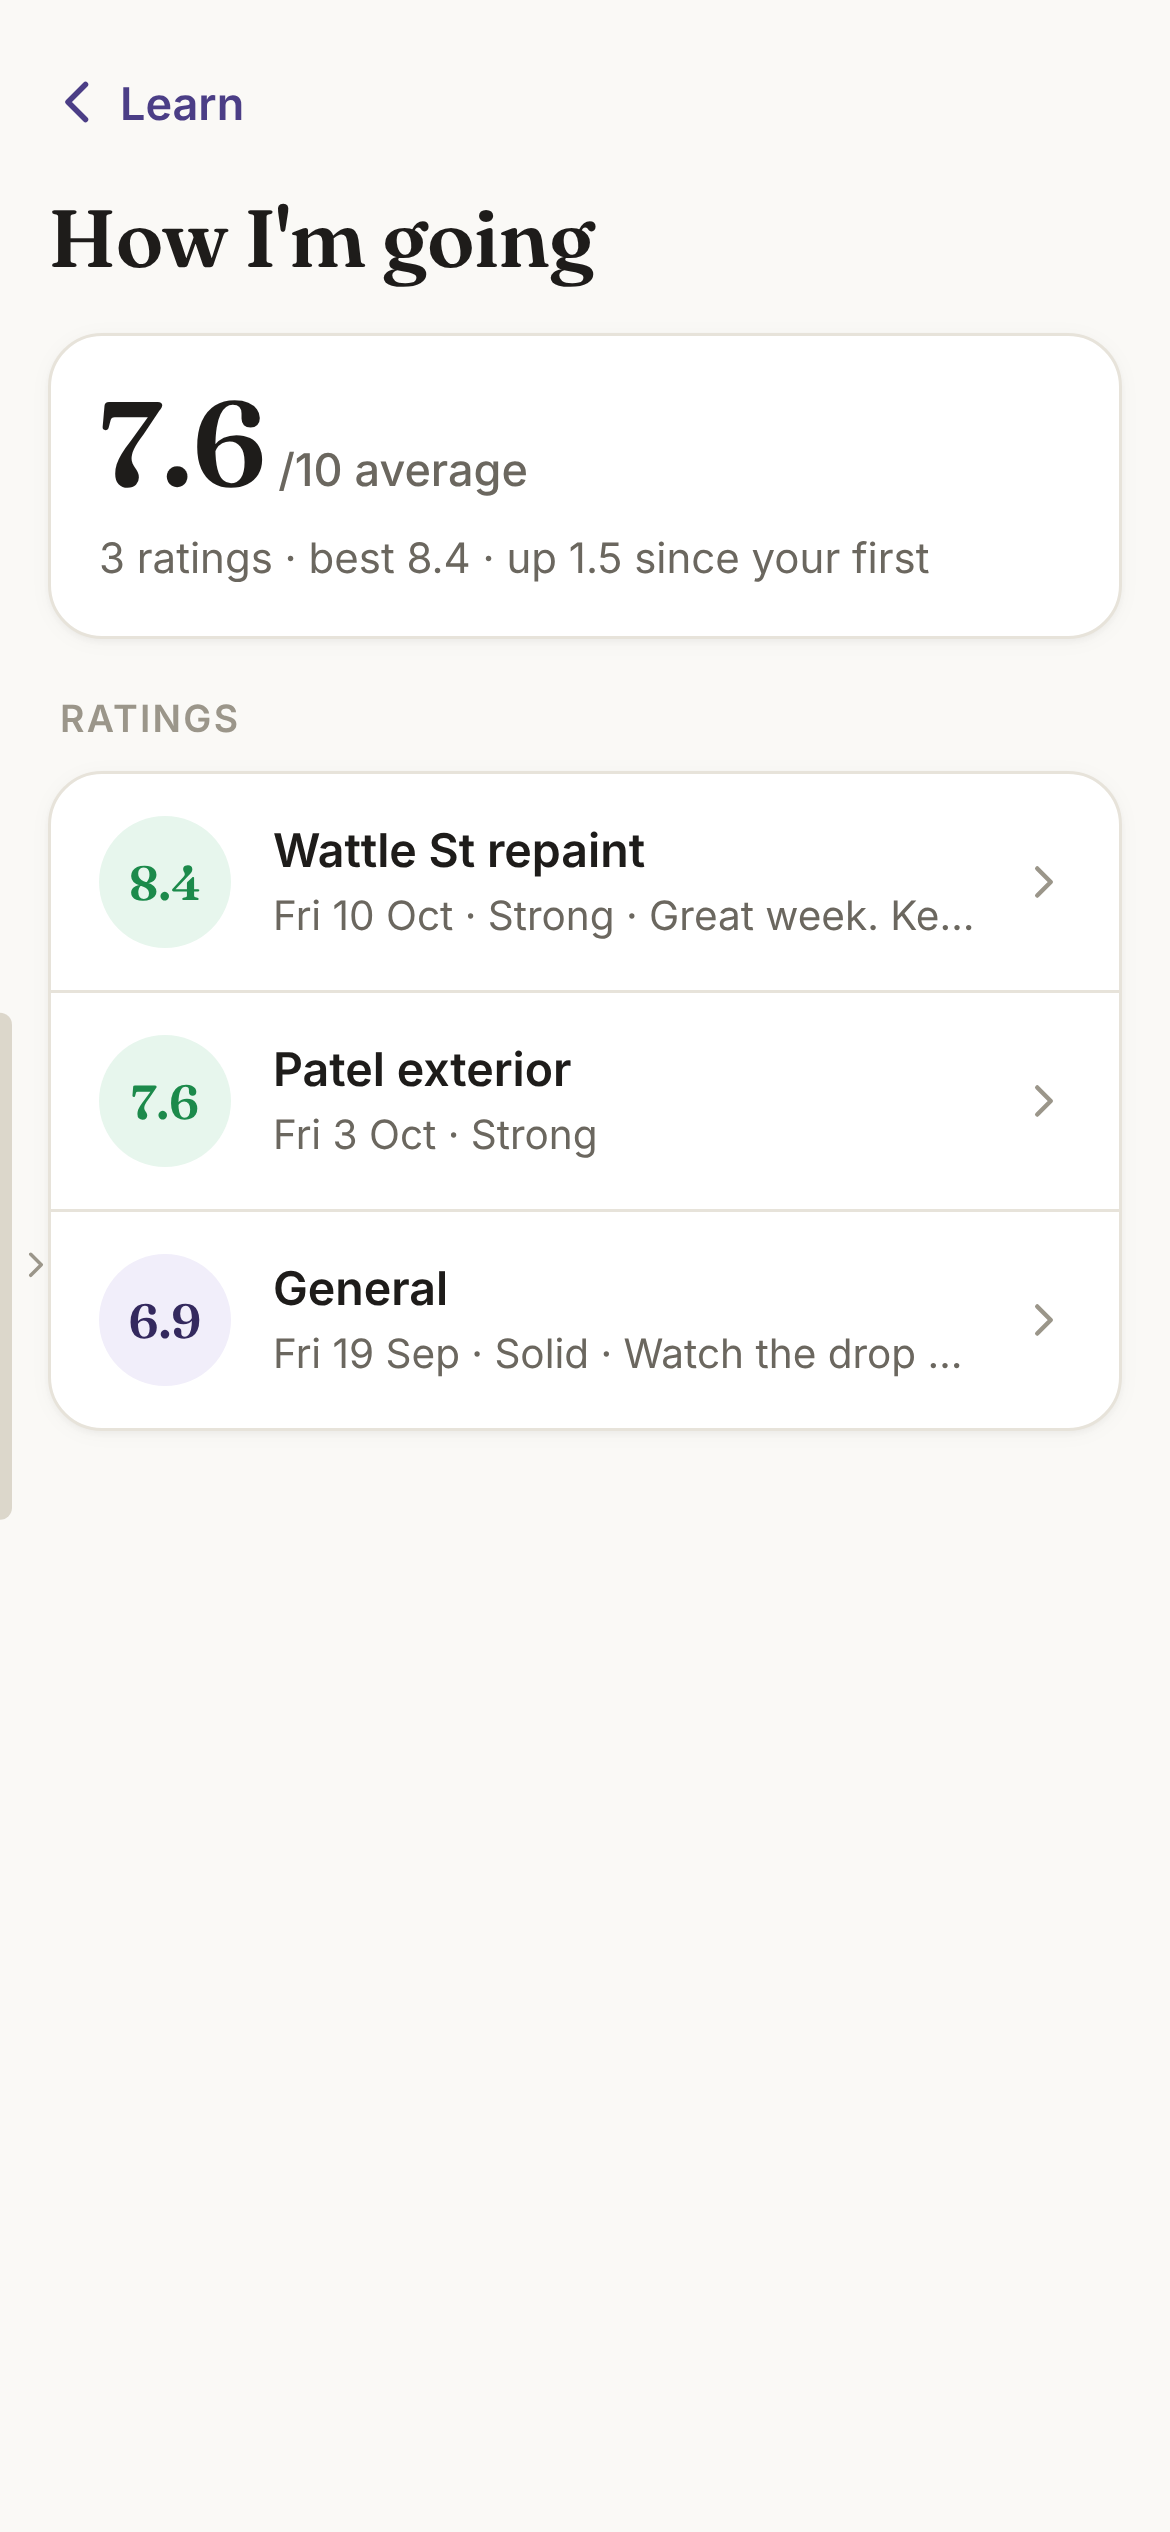 Learn
How I'm going
7.6 /10 average
3 ratings · best 8.4 · up 1.5 since your first
RATINGS
8.4
Wattle St repaint
Fri 10 Oct · Strong · Great week. Ke...
7.6
Patel exterior
Fri 3 Oct · Strong
6.9
General
Fri 19 Sep · Solid · Watch the drop ...